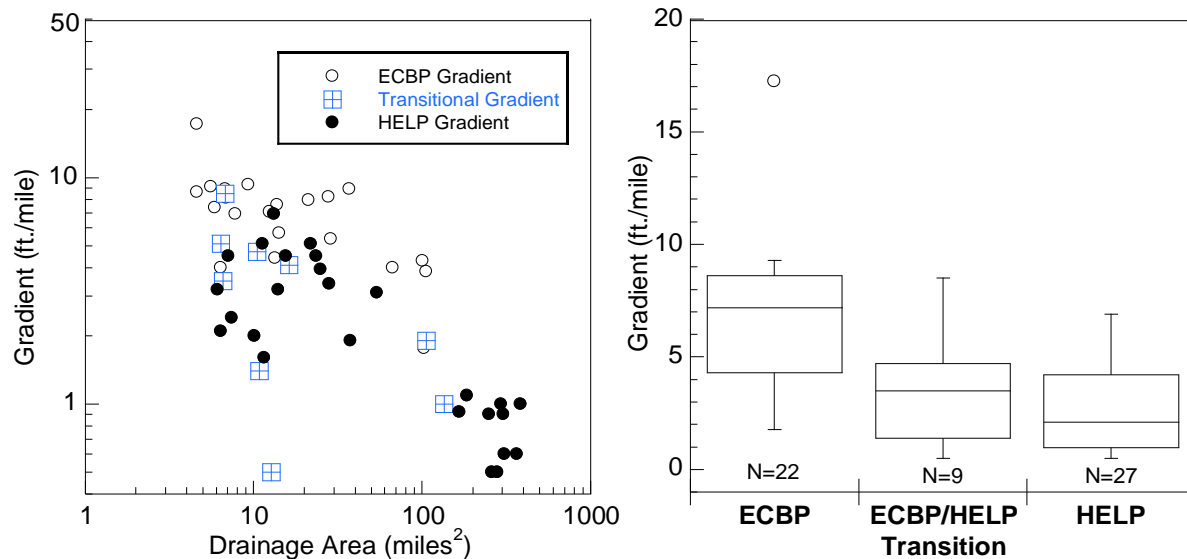 50
10
1
Gradient (ft./mile)
ECBP Gradient
Transitional Gradient
HELP Gradient
1
10
100
1000
Drainage Area (miles²)
20
15
10
5
0
Gradient (ft./mile)
N=22
N=9
N=27
ECBP
ECBP/HELP
Transition
HELP